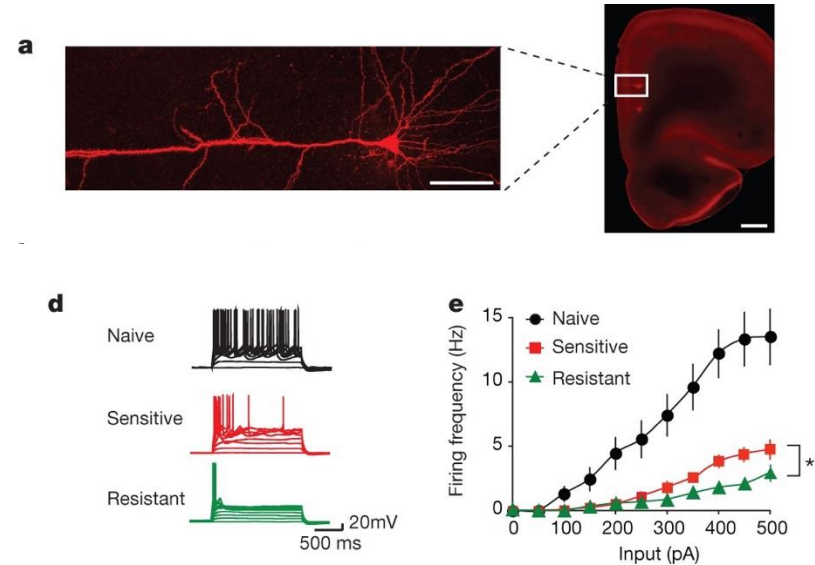 a
d
Naive
Sensitive
Resistant
20mV
500 ms
e
Firing frequency (Hz)
15
10
5
0
Naive
Sensitive
Resistant
*
0 100 200 300 400 500
Input (pA)